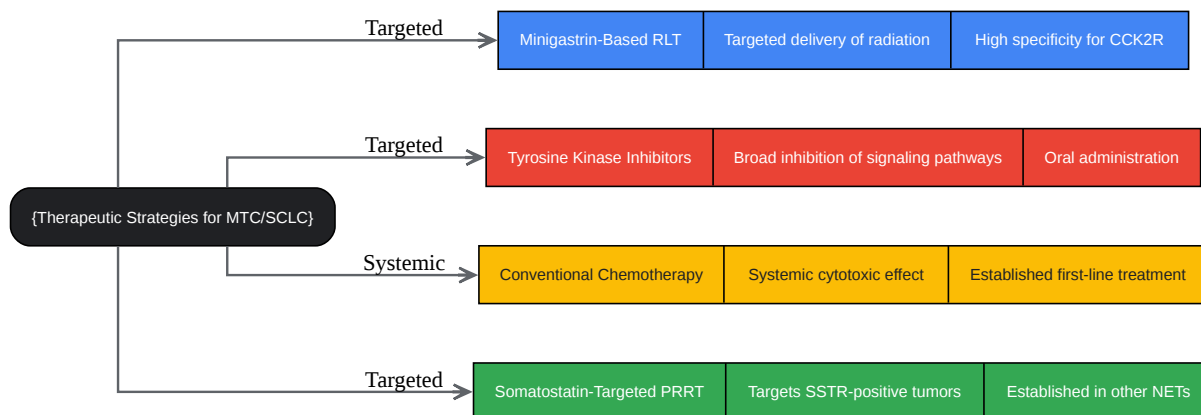 Targeted
Minigastrin-Based RLT
Targeted delivery of radiation
High specificity for CCK2R
Targeted
Tyrosine Kinase Inhibitors
Broad inhibition of signaling pathways
Oral administration
{Therapeutic Strategies for MTC/SCLC}
Systemic
Conventional Chemotherapy
Systemic cytotoxic effect
Established first-line treatment
Targeted
Somatostatin-Targeted PRRT
Targets SSTR-positive tumors
Established in other NETs